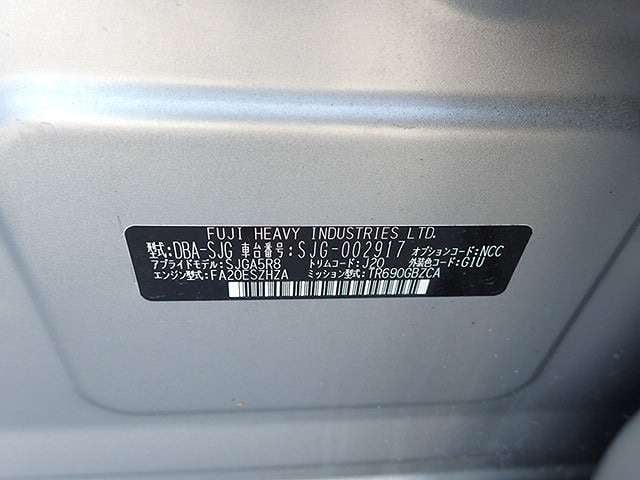 FUJI HEAVY INDUSTRIES LTD.
型式:DBA-SJG 車台番号:SJG-002917 オプションコード:NCC
アプライドモデル:SJGA5R8 トリムコード:J20 外装色コード:G1U
エンジン型式:FA20ESZHZA ミッション型式:TR690GBZCA